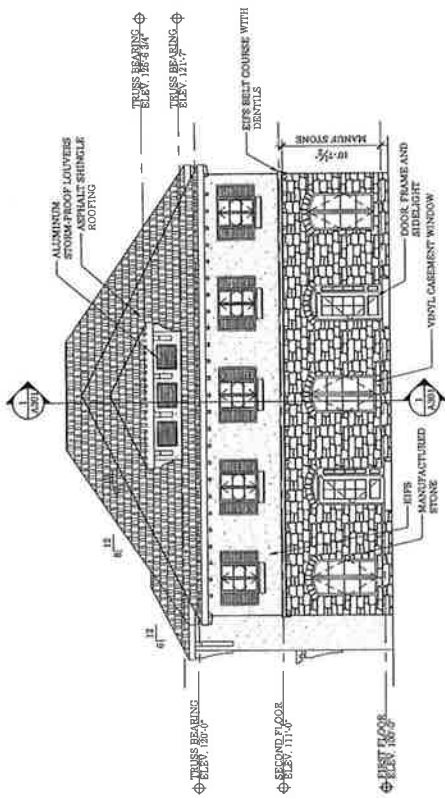 TRUSS BEARING
ELEV. 126'-6 3/4"
TRUSS BEARING
ELEV. 121'-7"
ALUMINUM
STORM-PROOF LOUVERS
ASPHALT SHINGLE
ROOFING
EIFS BELT COURSE WITH
DENTILS
10'-7 1/2"
MANUF STONE
DOOR, FRAME AND
SIDELIGHT
VINYL CASEMENT WINDOW
1
A301
1
A301
12
8
12
6
EIFS
MANUFACTURED
STONE
TRUSS BEARING
ELEV. 120'-0"
SECOND FLOOR
ELEV. 111'-0"
FIRST FLOOR
ELEV. 100'-0"